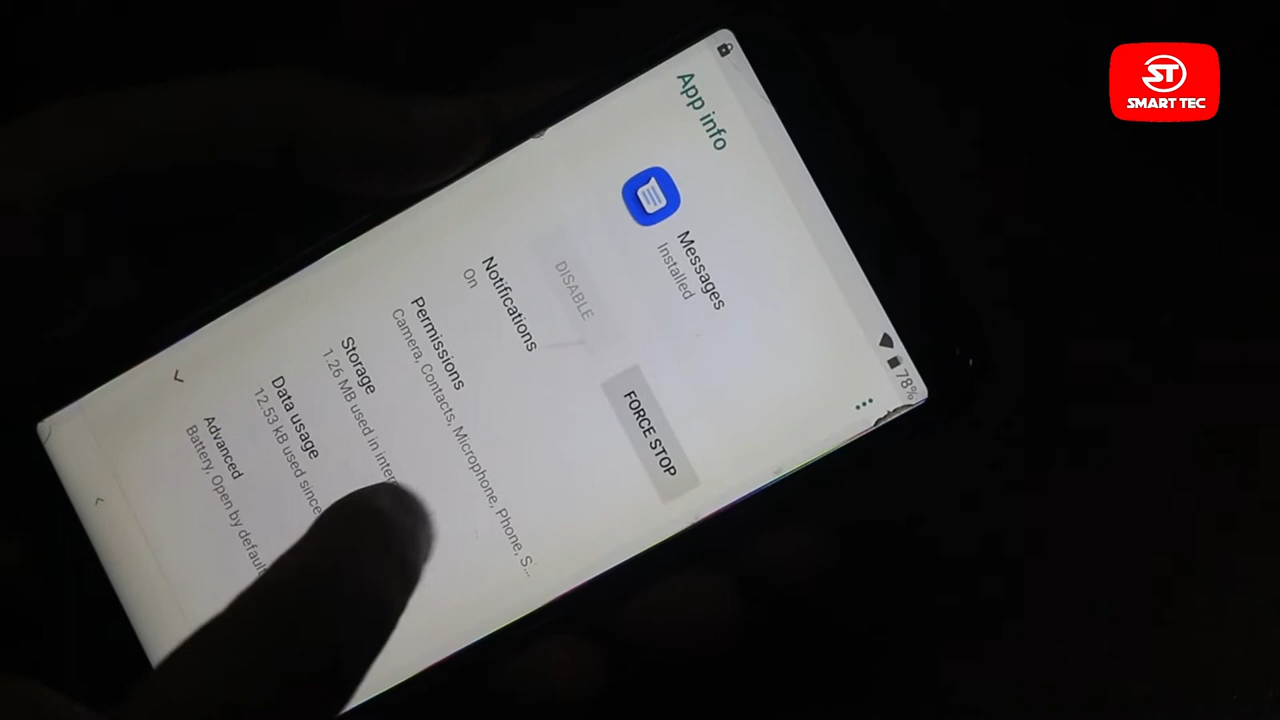 ST
SMART TEC
78%
App info
Messages
Installed
DISABLE
FORCE STOP
Notifications
On
Permissions
Camera, Contacts, Microphone, Phone, S...
Storage
1.26 MB used in inter
Data usage
12.53 kB used since
Advanced
Battery, Open by default